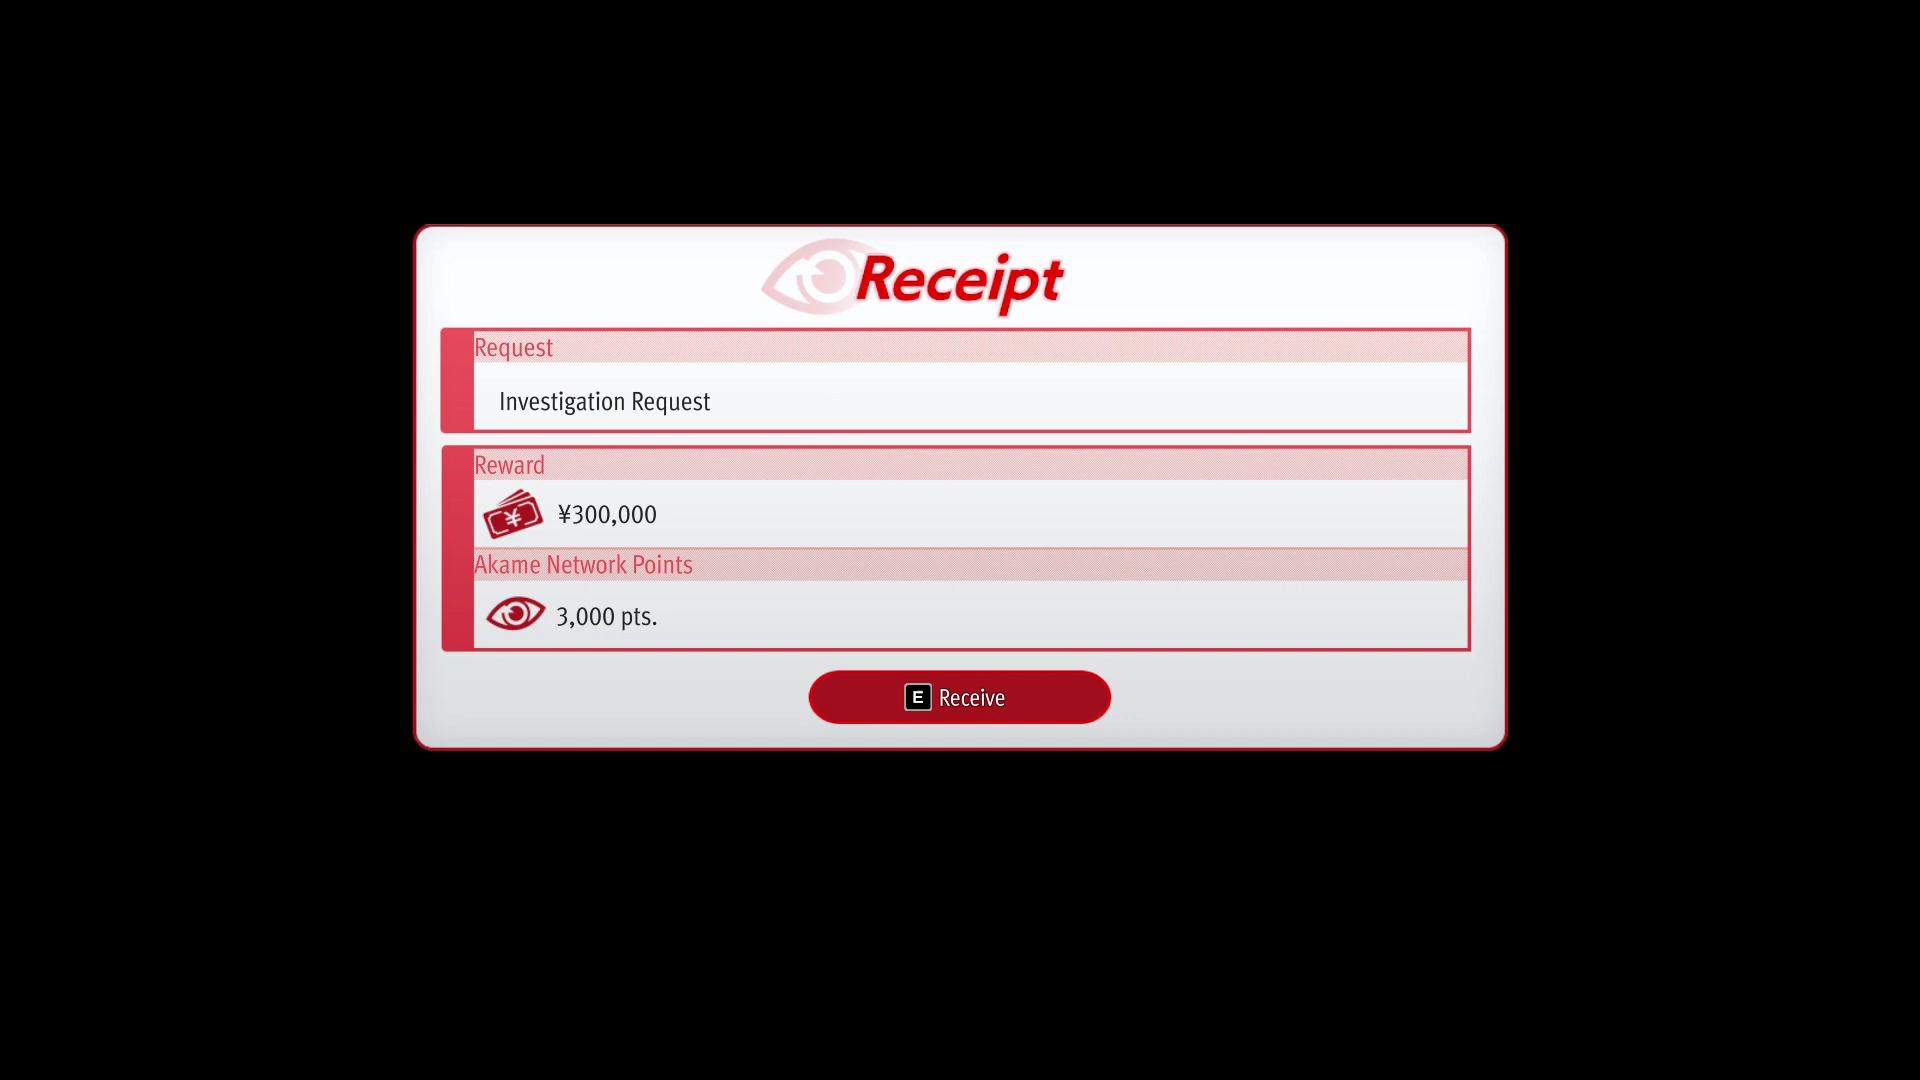 Receipt
Request
Investigation Request
Reward
¥300,000
Akame Network Points
3,000 pts.
E Receive